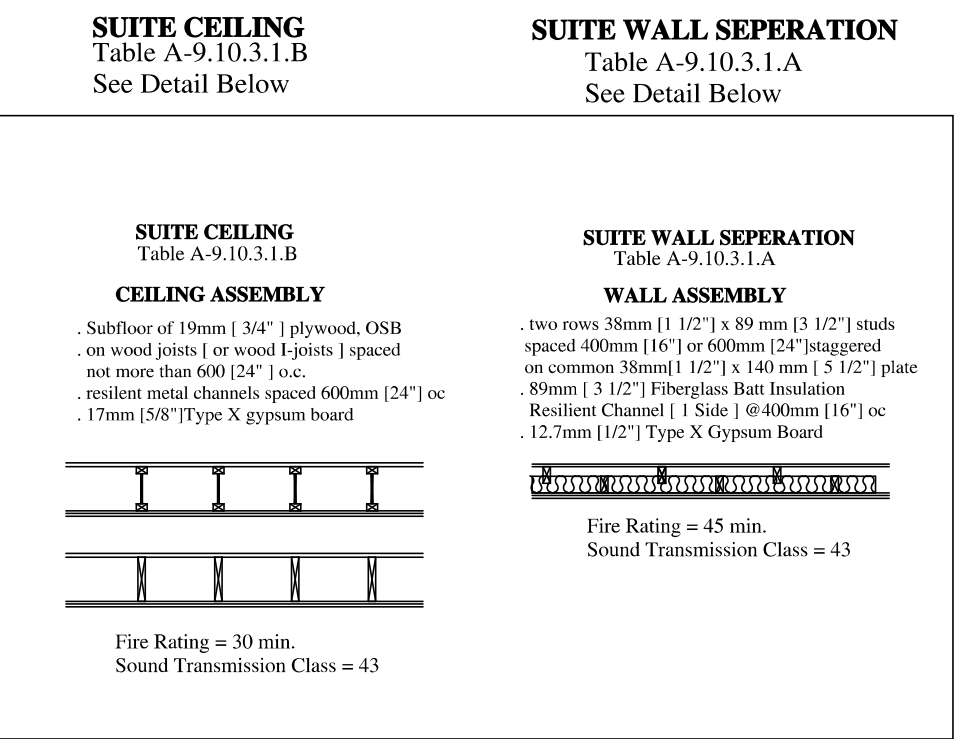 SUITE CEILING
Table A-9.10.3.1.B
See Detail Below
SUITE WALL SEPERATION
Table A-9.10.3.1.A
See Detail Below
SUITE CEILING
Table A-9.10.3.1.B
CEILING ASSEMBLY
. Subfloor of 19mm [ 3/4" ] plywood, OSB
. on wood joists [ or wood I-joists ] spaced
not more than 600 [24" ] o.c.
. resilent metal channels spaced 600mm [24"] oc
. 17mm [5/8"]Type X gypsum board
Fire Rating = 30 min.
Sound Transmission Class = 43
SUITE WALL SEPERATION
Table A-9.10.3.1.A
WALL ASSEMBLY
. two rows 38mm [1 1/2"] x 89 mm [3 1/2"] studs
spaced 400mm [16"] or 600mm [24"]staggered
on common 38mm[1 1/2"] x 140 mm [ 5 1/2"] plate
. 89mm [ 3 1/2"] Fiberglass Batt Insulation
Resilient Channel [ 1 Side ] @400mm [16"] oc
. 12.7mm [1/2"] Type X Gypsum Board
Fire Rating = 45 min.
Sound Transmission Class = 43